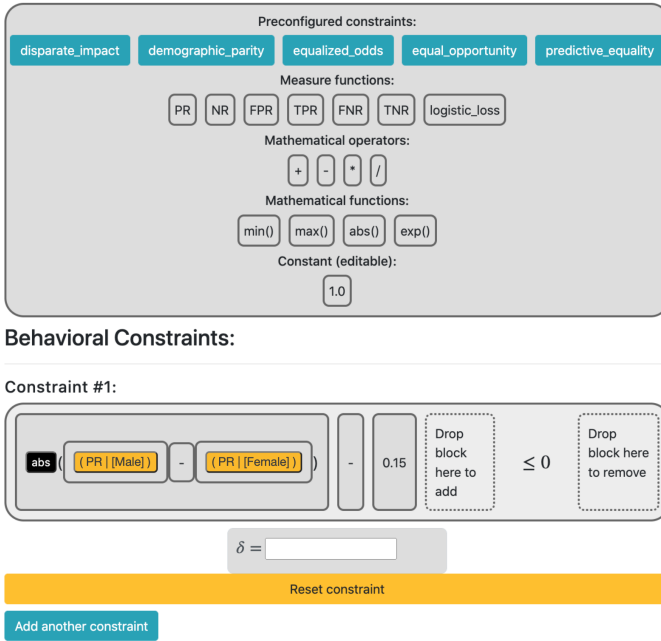 Preconfigured constraints:
disparate_impact demographic_parity equalized_odds equal_opportunity predictive_equality
Measure functions:
PR NR FPR TPR FNR TNR logistic_loss
Mathematical operators:
+ - * /
Mathematical functions:
min() max() abs() exp()
Constant (editable):
1.0
Behavioral Constraints:
Constraint #1:
abs ( ( PR | [Male] ) - ( PR | [Female] ) ) - 0.15 Drop block here to add ≤ 0 Drop block here to remove
δ =
Reset constraint
Add another constraint